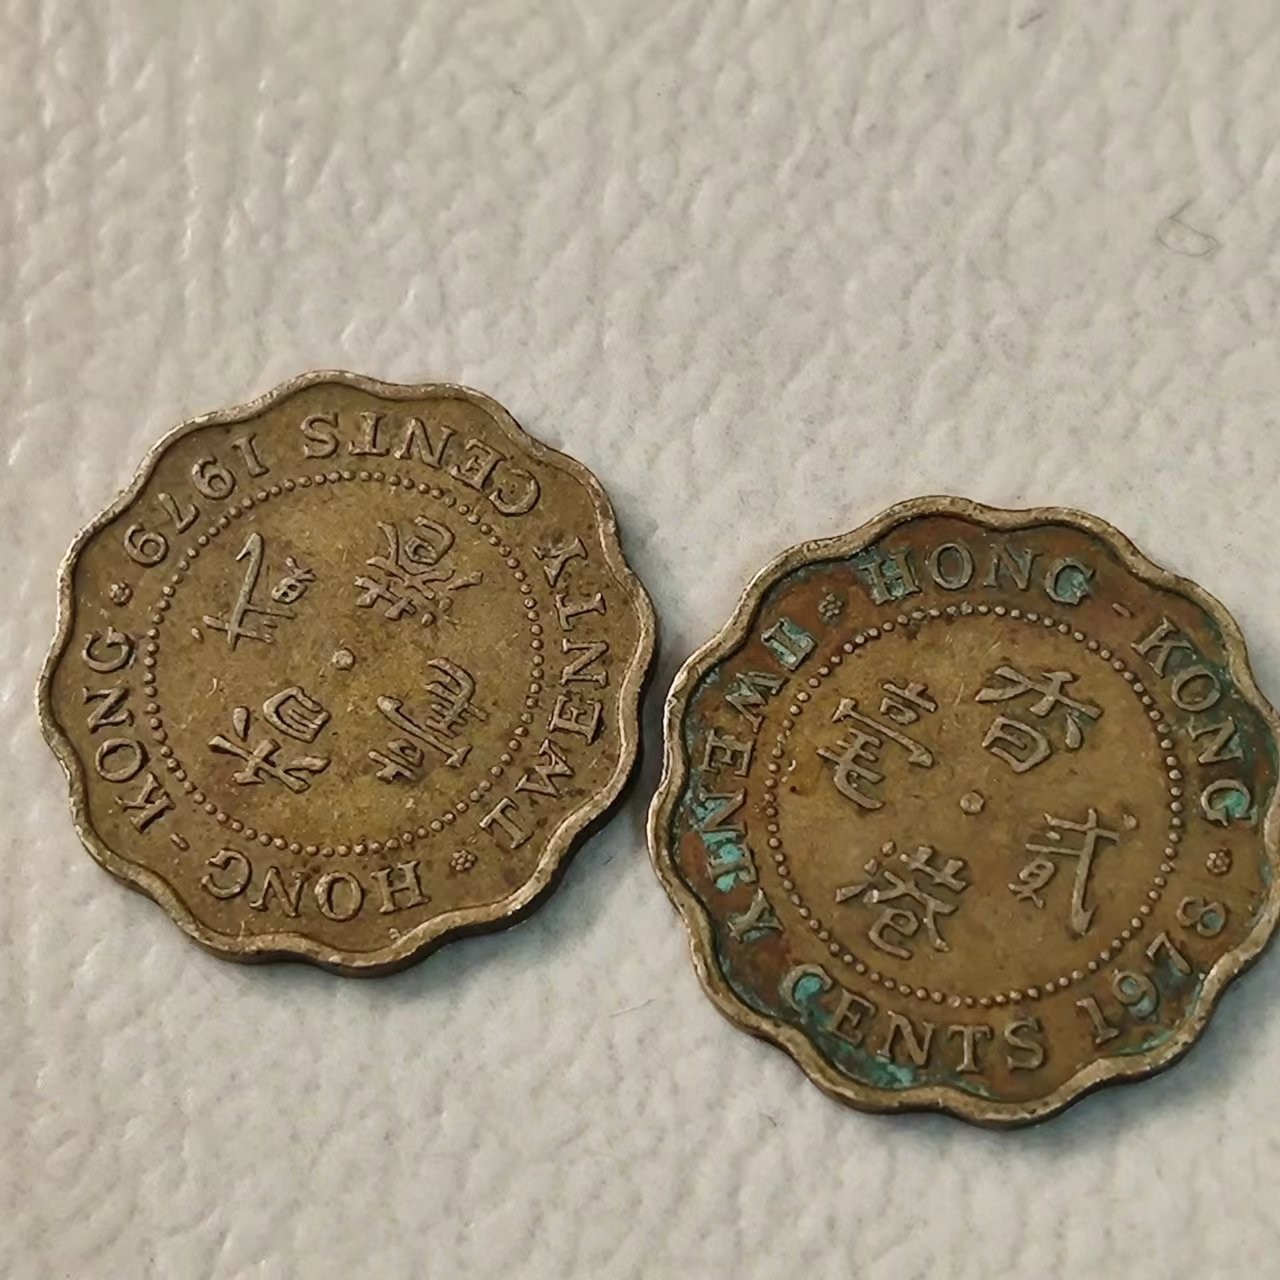 HONG-KONG
TWENTY CENTS 1979
香港
貳毫
HONG-KONG
TWENTY CENTS 1978
香港
貳毫